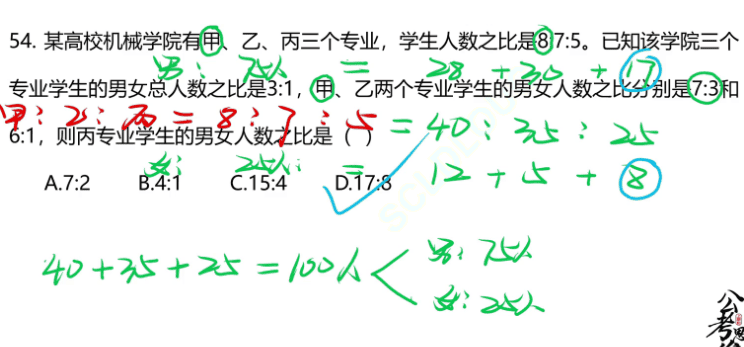 54. 某高校机械学院有甲、乙、丙三个专业，学生人数之比是8:7:5。已知该学院三个
男: 75人 = 28 + 30 + 17
专业学生的男女总人数之比是3:1，甲、乙两个专业学生的男女人数之比分别是7:3和
甲:乙:丙=8:7:5=40:35:25
6:1，则丙专业学生的男女人数之比是（ ）
女: 25人 = 12 + 5 + 8
A.7:2 B.4:1 C.15:4 D.17:8
40+35+25=100人
男:75人
女:25人
公考思